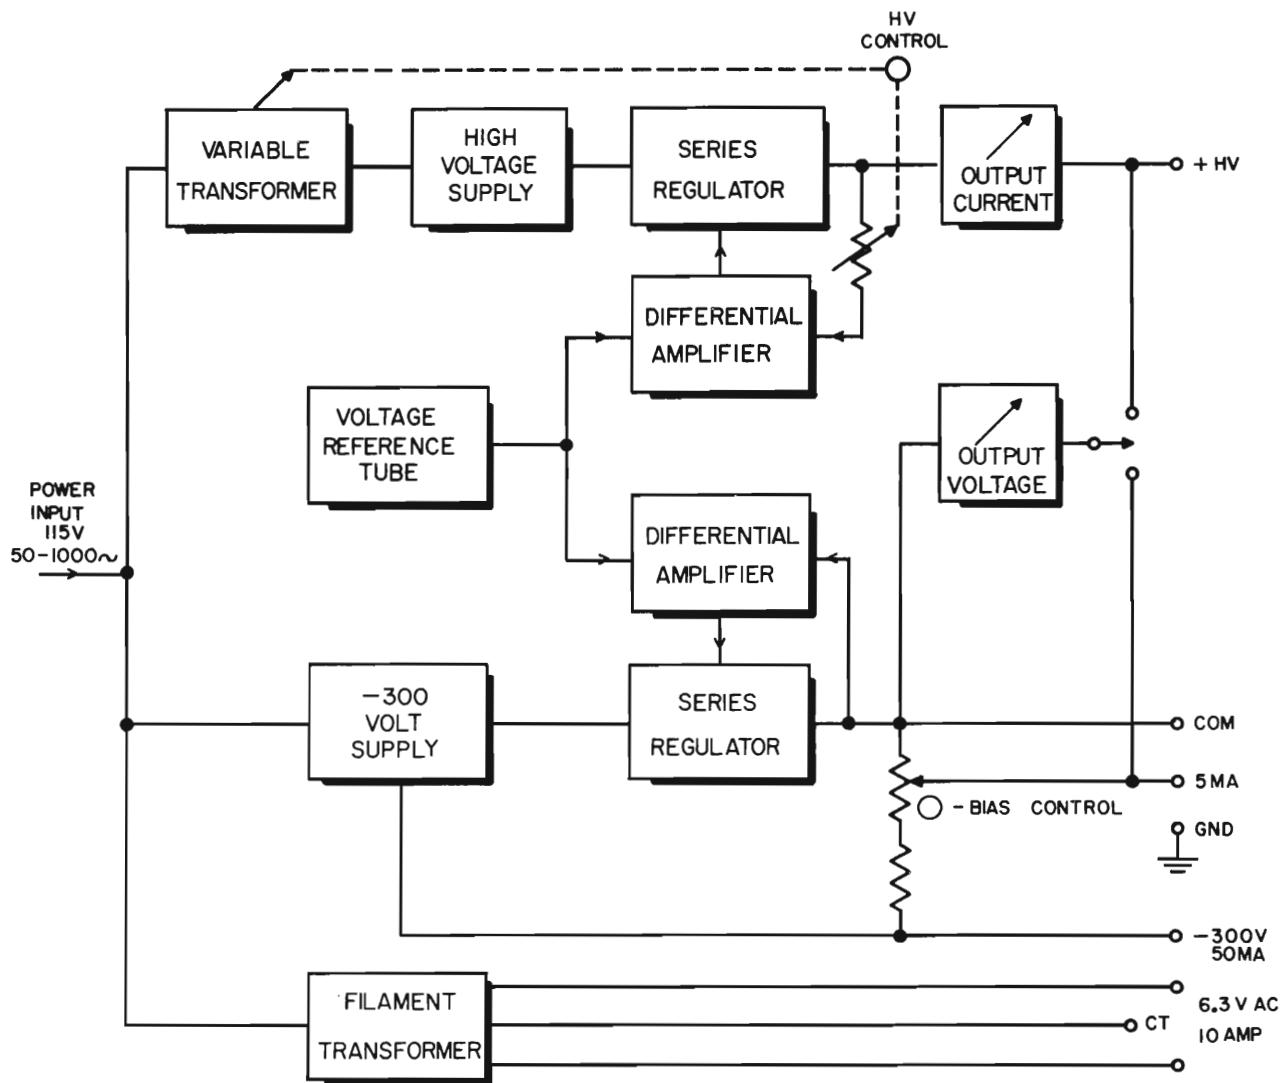 HV
CONTROL
VARIABLE
TRANSFORMER
HIGH
VOLTAGE
SUPPLY
SERIES
REGULATOR
OUTPUT
CURRENT
+ HV
DIFFERENTIAL
AMPLIFIER
VOLTAGE
REFERENCE
TUBE
OUTPUT
VOLTAGE
POWER
INPUT
115V
50-1000~
DIFFERENTIAL
AMPLIFIER
-300
VOLT
SUPPLY
SERIES
REGULATOR
COM
5MA
-BIAS CONTROL
GND
-300V
50MA
FILAMENT
TRANSFORMER
6.3 V AC
CT
10 AMP